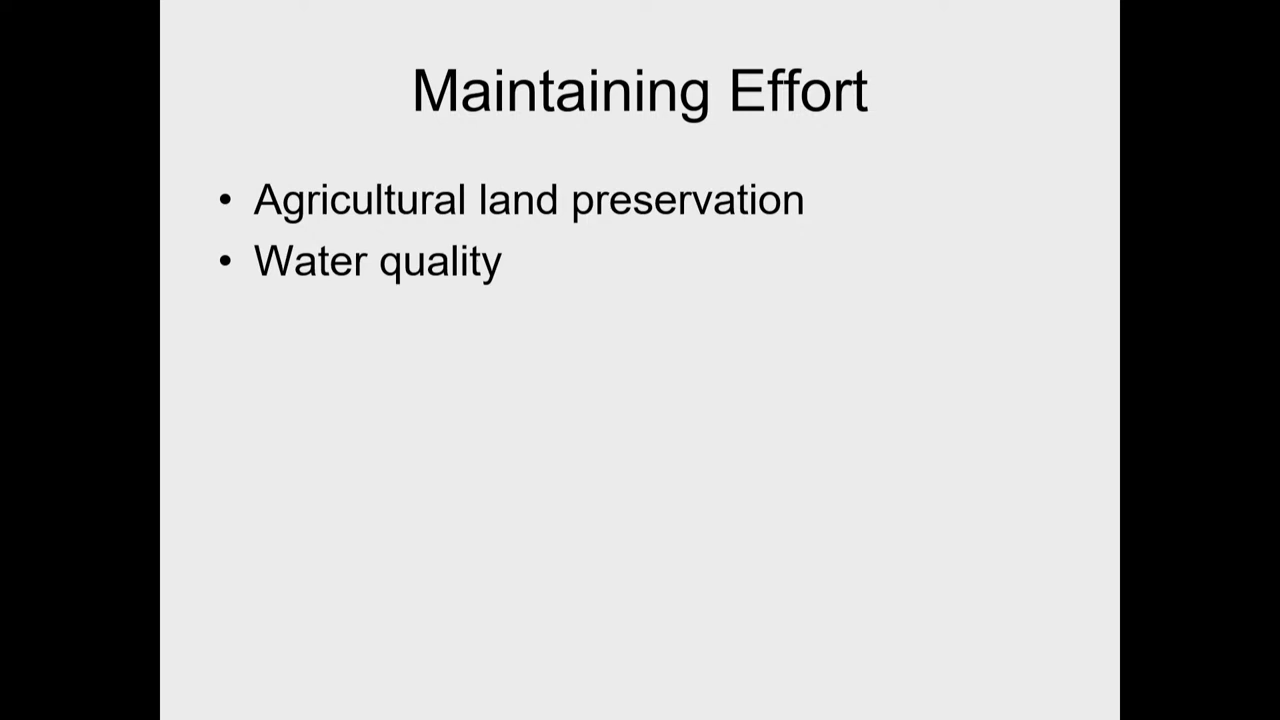 Maintaining Effort
• Agricultural land preservation
• Water quality